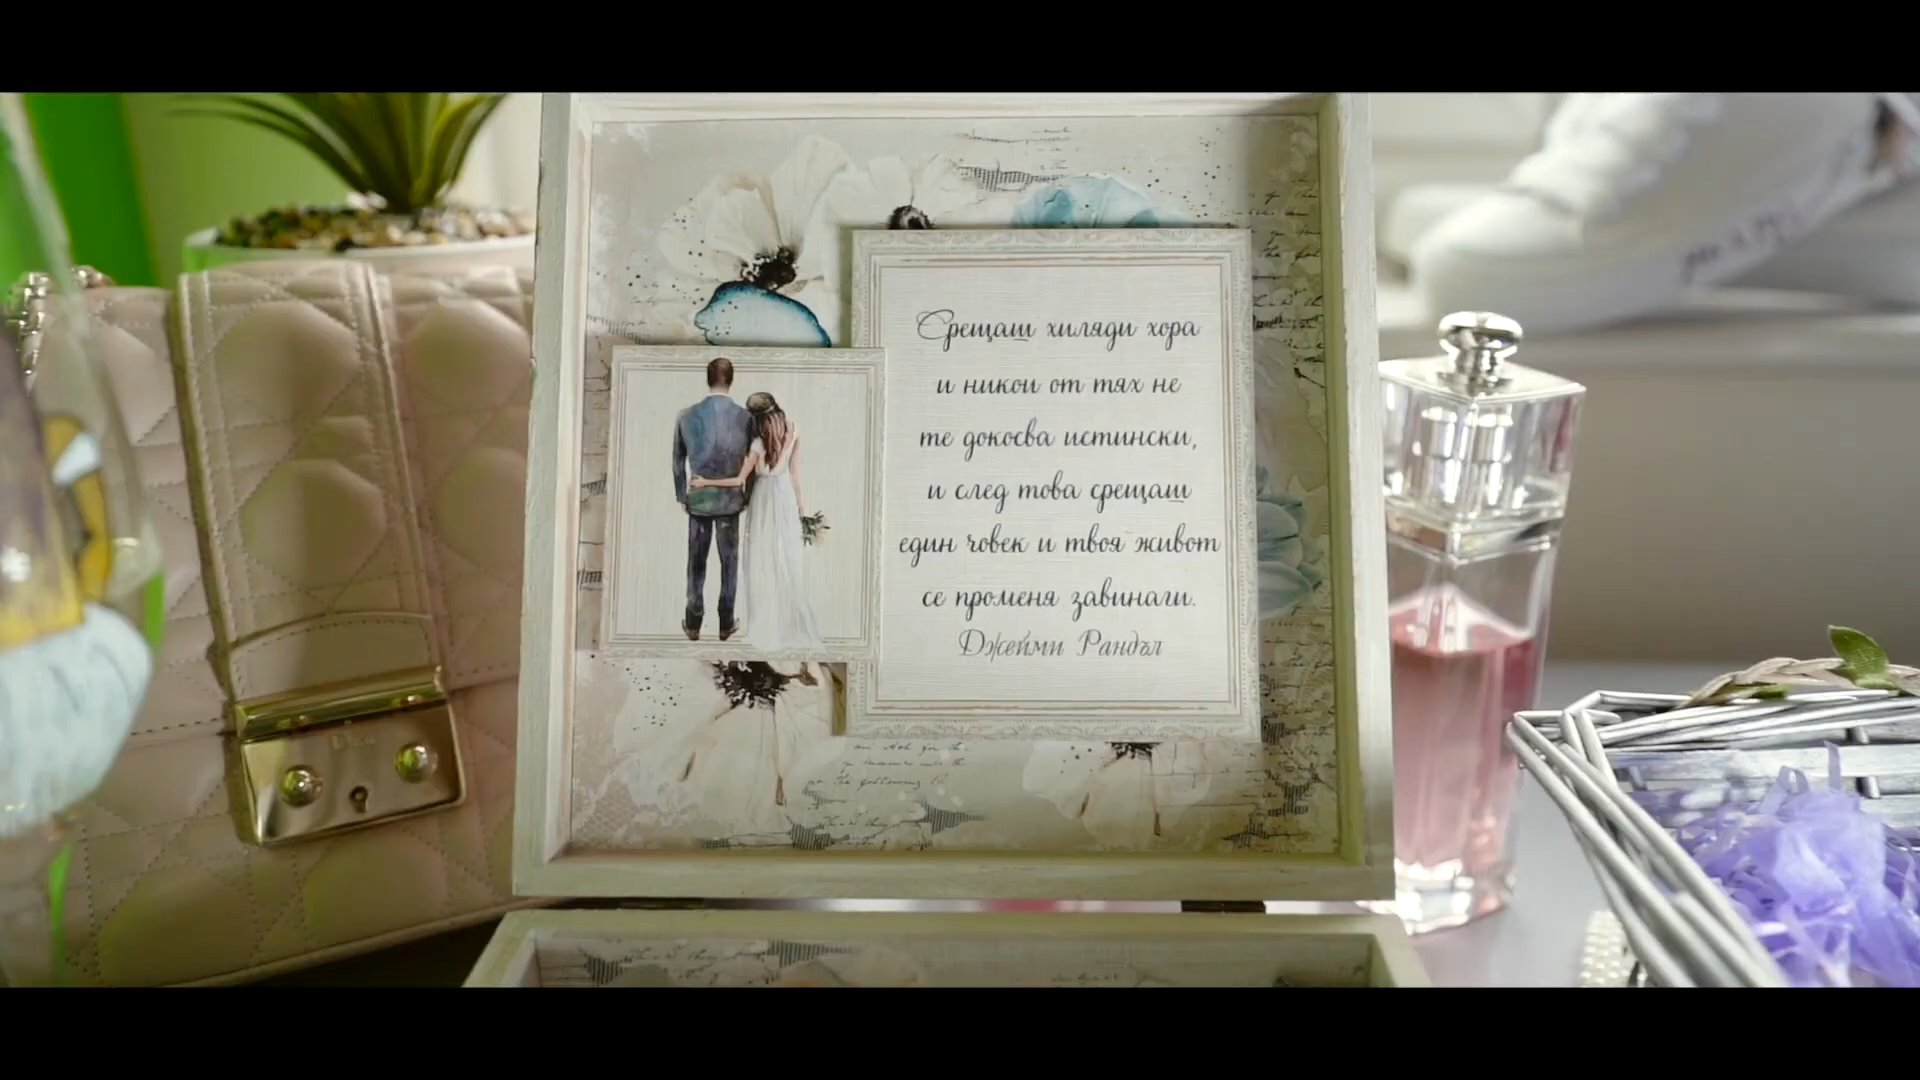 Срещаш хиляди хора
и никои от тях не
те докосва истински,
и след това срещаш
един човек и твоя живот
се променя завинаги.
Джейми Рандъл